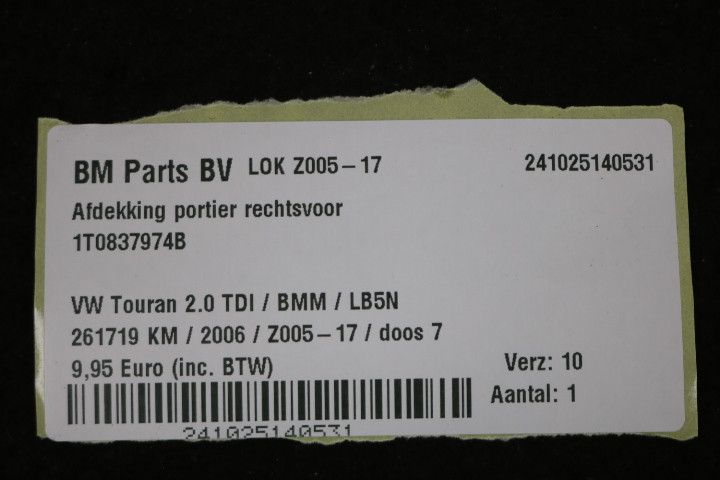 BM Parts BV LOK Z005-17 241025140531
Afdekking portier rechtsvoor
1T0837974B
VW Touran 2.0 TDI / BMM / LB5N
261719 KM / 2006 / Z005-17 / doos 7
9,95 Euro (inc. BTW) Verz: 10
Aantal: 1
241025140531